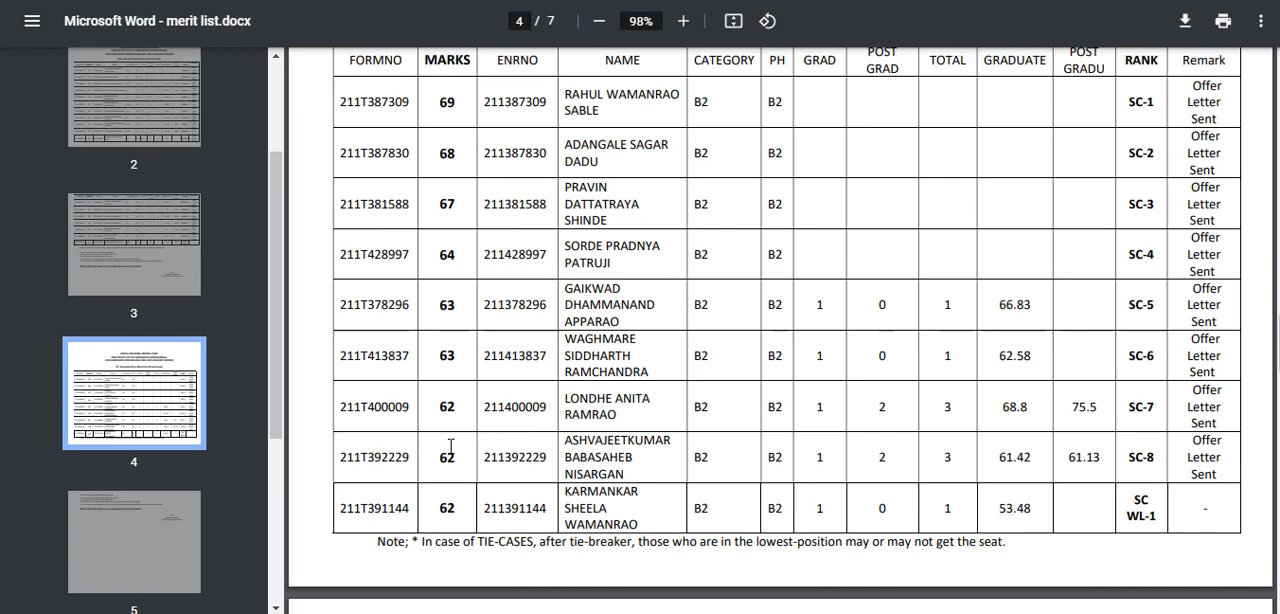 Microsoft Word - merit list.docx
4 / 7
98%
FORMNO MARKS ENRNO NAME CATEGORY PH GRAD POST GRAD TOTAL GRADUATE POST GRADU RANK Remark
211T387309 69 211387309 RAHUL WAMANRAO SABLE B2 B2 SC-1 Offer Letter Sent
211T387830 68 211387830 ADANGALE SAGAR DADU B2 B2 SC-2 Offer Letter Sent
211T381588 67 211381588 PRAVIN DATTATRAYA SHINDE B2 B2 SC-3 Offer Letter Sent
211T428997 64 211428997 SORDE PRADNYA PATRUJI B2 B2 SC-4 Offer Letter Sent
211T378296 63 211378296 GAIKWAD DHAMMANAND APPARAO B2 B2 1 0 1 66.83 SC-5 Offer Letter Sent
211T413837 63 211413837 WAGHMARE SIDDHARTH RAMCHANDRA B2 B2 1 0 1 62.58 SC-6 Offer Letter Sent
211T400009 62 211400009 LONDHE ANITA RAMRAO B2 B2 1 2 3 68.8 75.5 SC-7 Offer Letter Sent
211T392229 62 211392229 ASHVAJEETKUMAR BABASAHEB NISARGAN B2 B2 1 2 3 61.42 61.13 SC-8 Offer Letter Sent
211T391144 62 211391144 KARMANKAR SHEELA WAMANRAO B2 B2 1 0 1 53.48 SC WL-1 -
Note; * In case of TIE-CASES, after tie-breaker, those who are in the lowest-position may or may not get the seat.
2
3
4
5